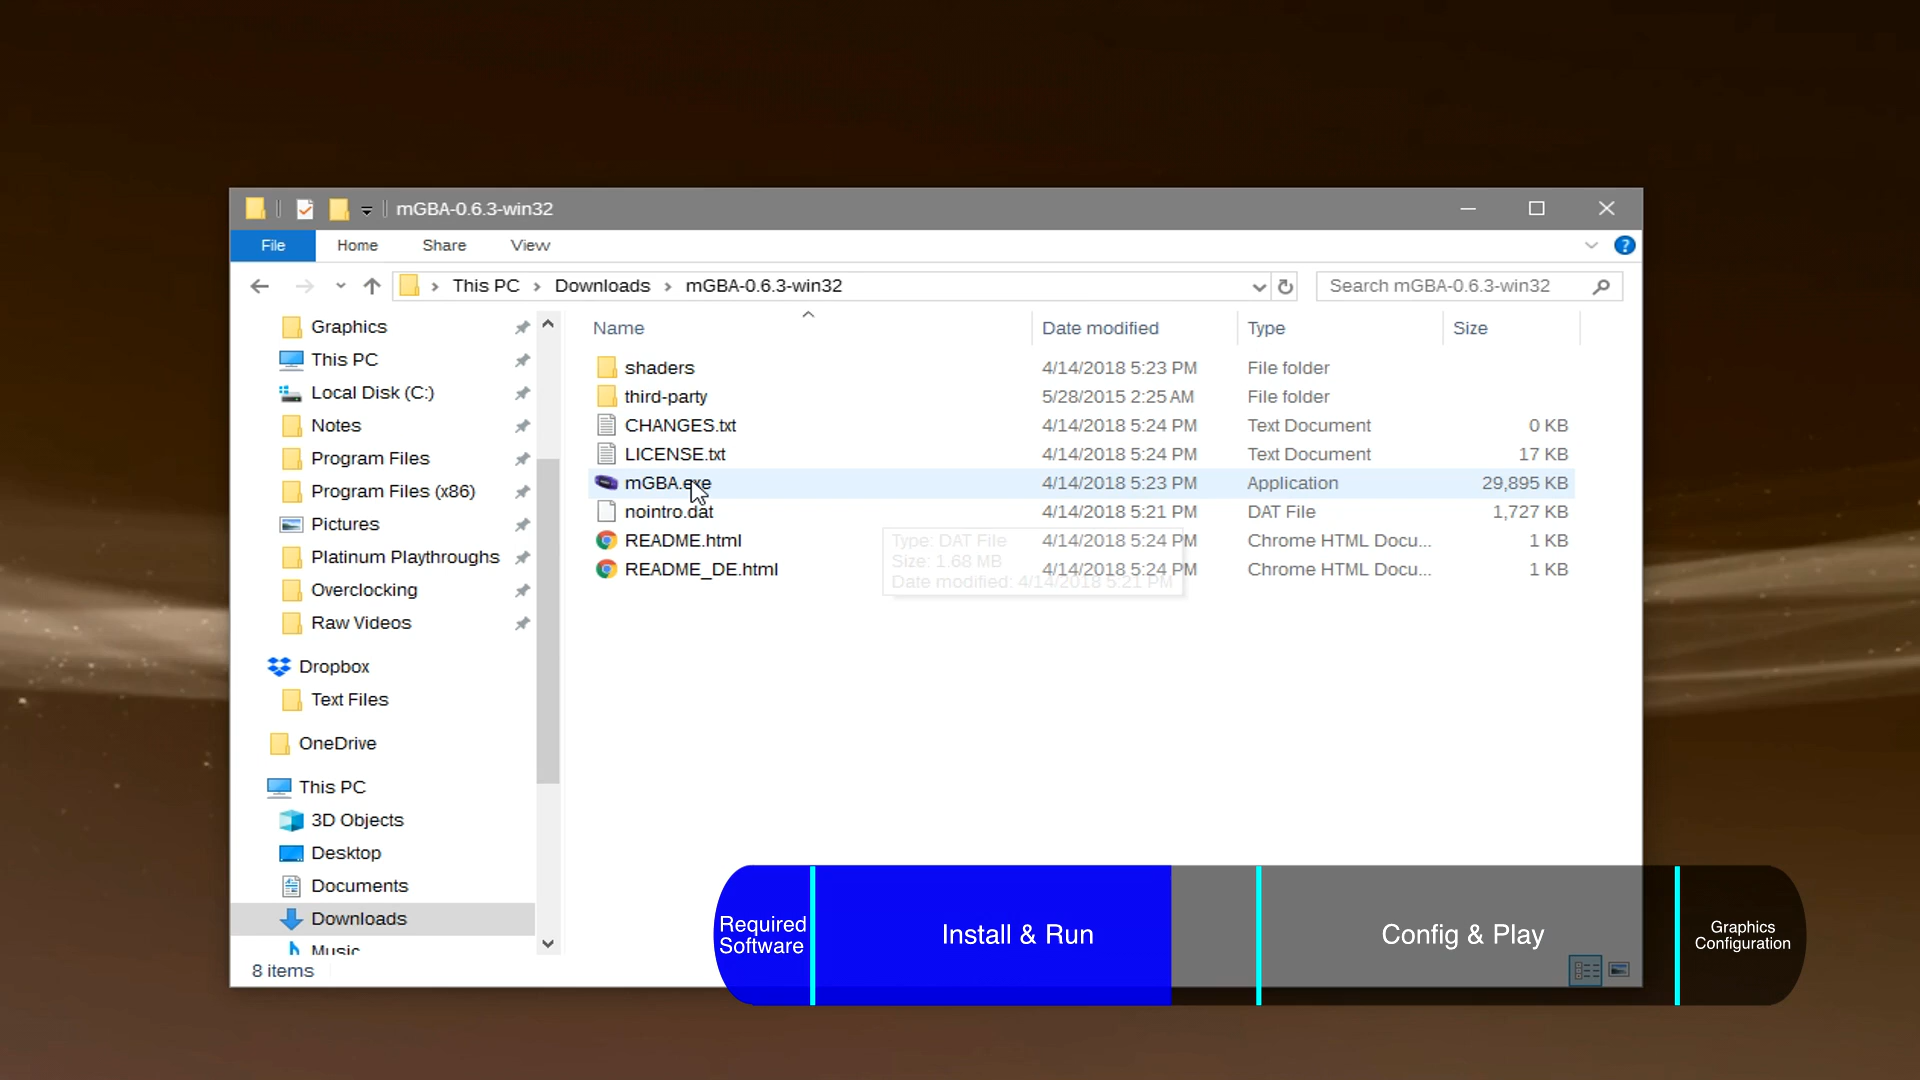 mGBA-0.6.3-win32
File Home Share View
This PC Downloads mGBA-0.6.3-win32 Search mGBA-0.6.3-win32
Graphics
This PC
Local Disk (C:)
Notes
Program Files
Program Files (x86)
Pictures
Platinum Playthroughs
Overclocking
Raw Videos
Dropbox
Text Files
OneDrive
This PC
3D Objects
Desktop
Documents
Downloads
Music
8 items
Name Date modified Type Size
shaders 4/14/2018 5:23 PM File folder
third-party 5/28/2015 2:25 AM File folder
CHANGES.txt 4/14/2018 5:24 PM Text Document 0 KB
LICENSE.txt 4/14/2018 5:24 PM Text Document 17 KB
mGBA.exe 4/14/2018 5:23 PM Application 29,895 KB
nointro.dat 4/14/2018 5:21 PM DAT File 1,727 KB
README.html 4/14/2018 5:24 PM Chrome HTML Docu... 1 KB
README_DE.html 4/14/2018 5:24 PM Chrome HTML Docu... 1 KB
Type: DAT File
Size: 1.68 MB
Date modified: 4/14/2018 5:21 PM
Required
Software
Install & Run
Config & Play
Graphics
Configuration